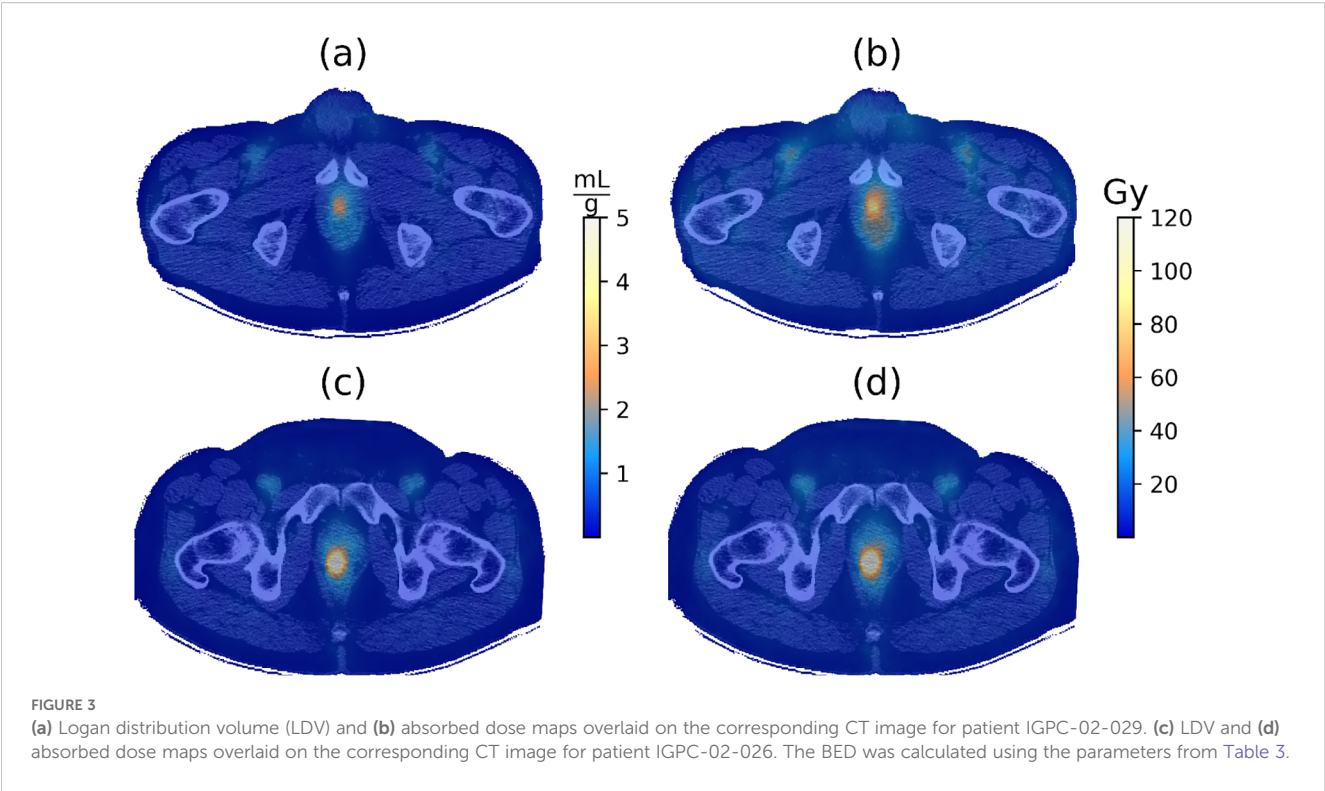 (a)
(b)
mL
g
5
4
3
2
1
Gy
120
100
80
60
40
20
(c)
(d)
FIGURE 3
(a) Logan distribution volume (LDV) and (b) absorbed dose maps overlaid on the corresponding CT image for patient IGPC-02-029. (c) LDV and (d)
absorbed dose maps overlaid on the corresponding CT image for patient IGPC-02-026. The BED was calculated using the parameters from Table 3.